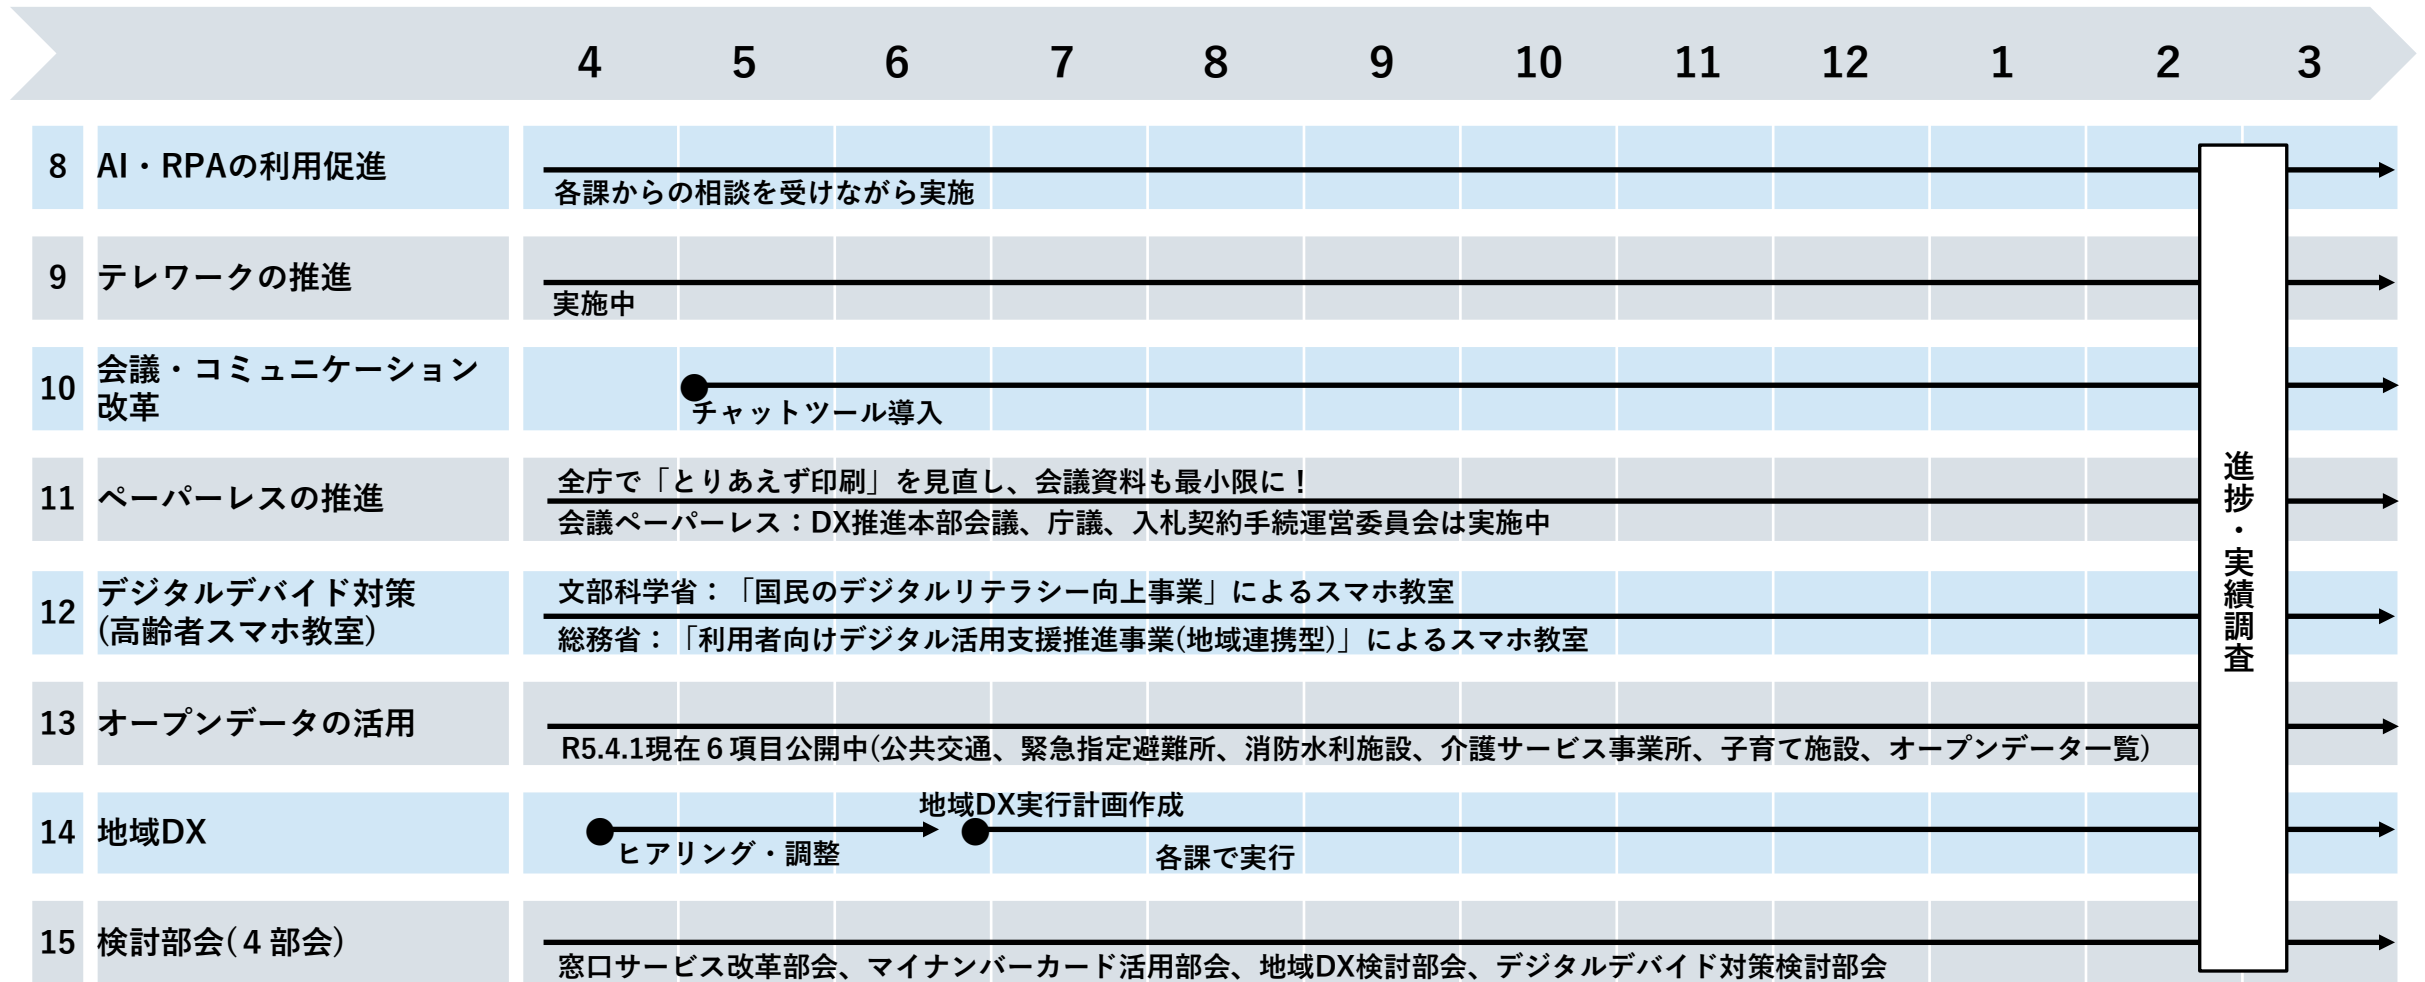 4 5 6 7 8 9 10 11 12 1 2 3
8 AI・RPAの利用促進
各課からの相談を受けながら実施
9 テレワークの推進
実施中
10 会議・コミュニケーション
改革
チャットツール導入
11 ペーパーレスの推進
全庁で「とりあえず印刷」を見直し、会議資料も最小限に！
会議ペーパーレス：DX推進本部会議、庁議、入札契約手続運営委員会は実施中
12 デジタルデバイド対策
(高齢者スマホ教室)
文部科学省：「国民のデジタルリテラシー向上事業」によるスマホ教室
総務省：「利用者向けデジタル活用支援推進事業(地域連携型)」によるスマホ教室
13 オープンデータの活用
R5.4.1現在６項目公開中(公共交通、緊急指定避難所、消防水利施設、介護サービス事業所、子育て施設、オープンデータ一覧)
14 地域DX
ヒアリング・調整
地域DX実行計画作成
各課で実行
15 検討部会(４部会)
窓口サービス改革部会、マイナンバーカード活用部会、地域DX検討部会、デジタルデバイド対策検討部会
進捗・実績調査